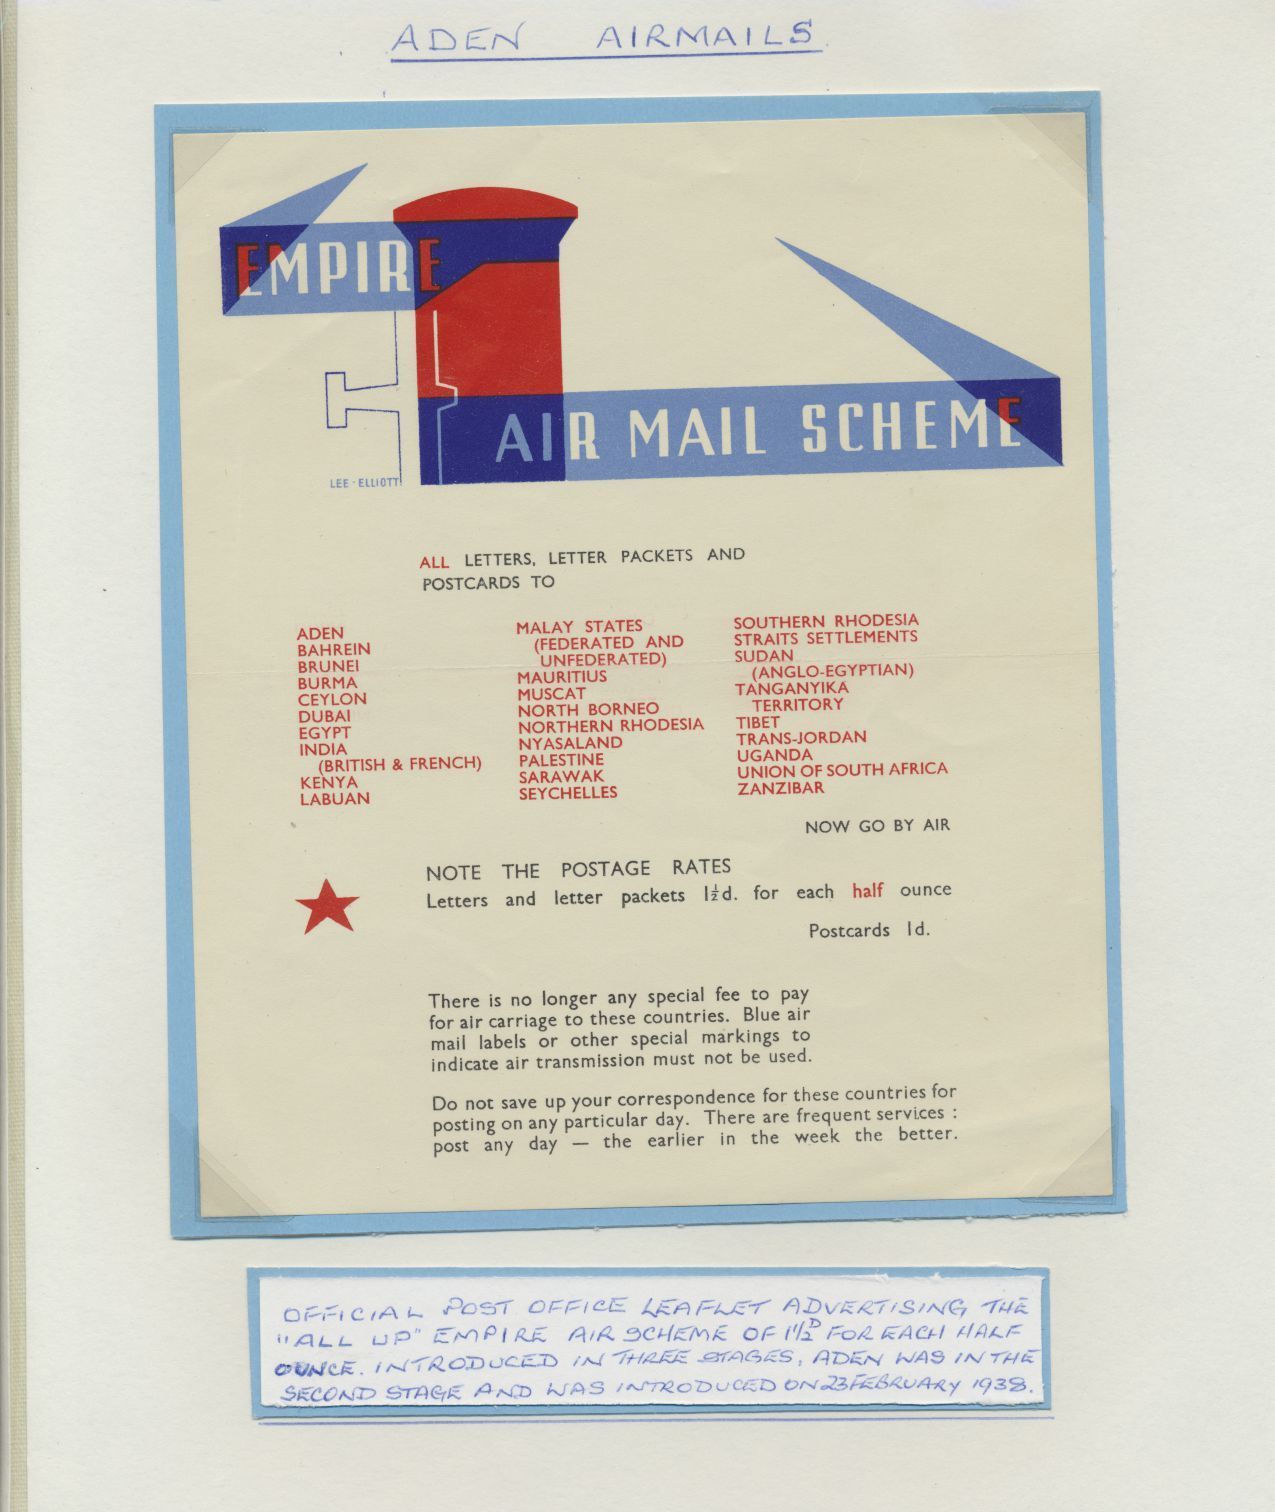 ADEN AIRMAILS
EMPIRE
AIR MAIL SCHEME
LEE-ELLIOTT
ALL LETTERS, LETTER PACKETS AND
POSTCARDS TO
ADEN
BAHREIN
BRUNEI
BURMA
CEYLON
DUBAI
EGYPT
INDIA
(BRITISH & FRENCH)
KENYA
LABUAN
MALAY STATES
(FEDERATED AND
UNFEDERATED)
MAURITIUS
MUSCAT
NORTH BORNEO
NORTHERN RHODESIA
NYASALAND
PALESTINE
SARAWAK
SEYCHELLES
SOUTHERN RHODESIA
STRAITS SETTLEMENTS
SUDAN
(ANGLO-EGYPTIAN)
TANGANYIKA
TERRITORY
TIBET
TRANS-JORDAN
UGANDA
UNION OF SOUTH AFRICA
ZANZIBAR
NOW GO BY AIR
NOTE THE POSTAGE RATES
Letters and letter packets 1½d. for each half ounce
Postcards 1d.
There is no longer any special fee to pay
for air carriage to these countries. Blue air
mail labels or other special markings to
indicate air transmission must not be used.
Do not save up your correspondence for these countries for
posting on any particular day. There are frequent services :
post any day — the earlier in the week the better.
OFFICIAL POST OFFICE LEAFLET ADVERTISING THE
"ALL UP" EMPIRE AIR SCHEME OF 1½D FOR EACH HALF
OUNCE. INTRODUCED IN THREE STAGES, ADEN WAS IN THE
SECOND STAGE AND WAS INTRODUCED ON 23 FEBRUARY 1938.